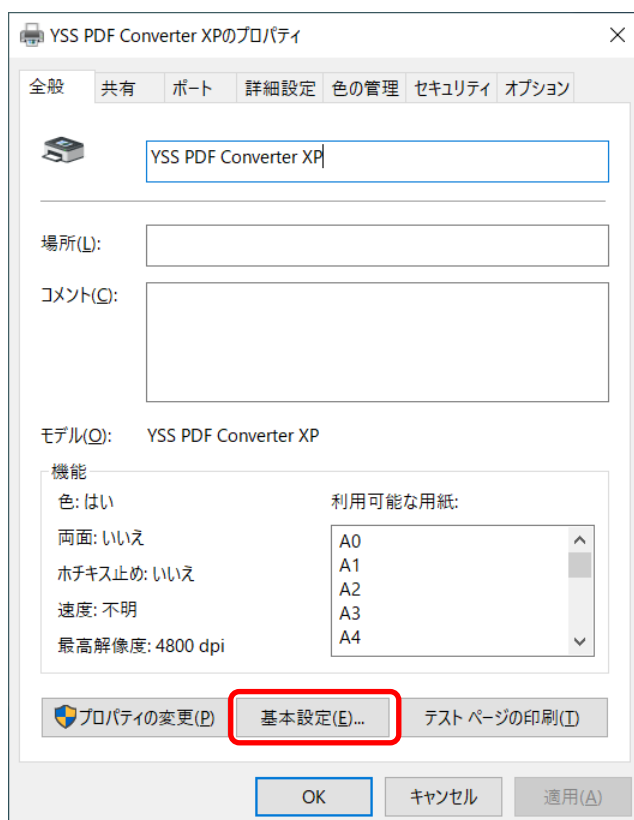 YSS PDF Converter XPのプロパティ
全般 共有 ポート 詳細設定 色の管理 セキュリティ オプション
YSS PDF Converter XP
場所(L):
コメント(C):
モデル(O): YSS PDF Converter XP
機能
色: はい
両面: いいえ
ホチキス止め: いいえ
速度: 不明
最高解像度: 4800 dpi
利用可能な用紙:
A0
A1
A2
A3
A4
プロパティの変更(P) 基本設定(E)... テスト ページの印刷(T)
OK キャンセル 適用(A)